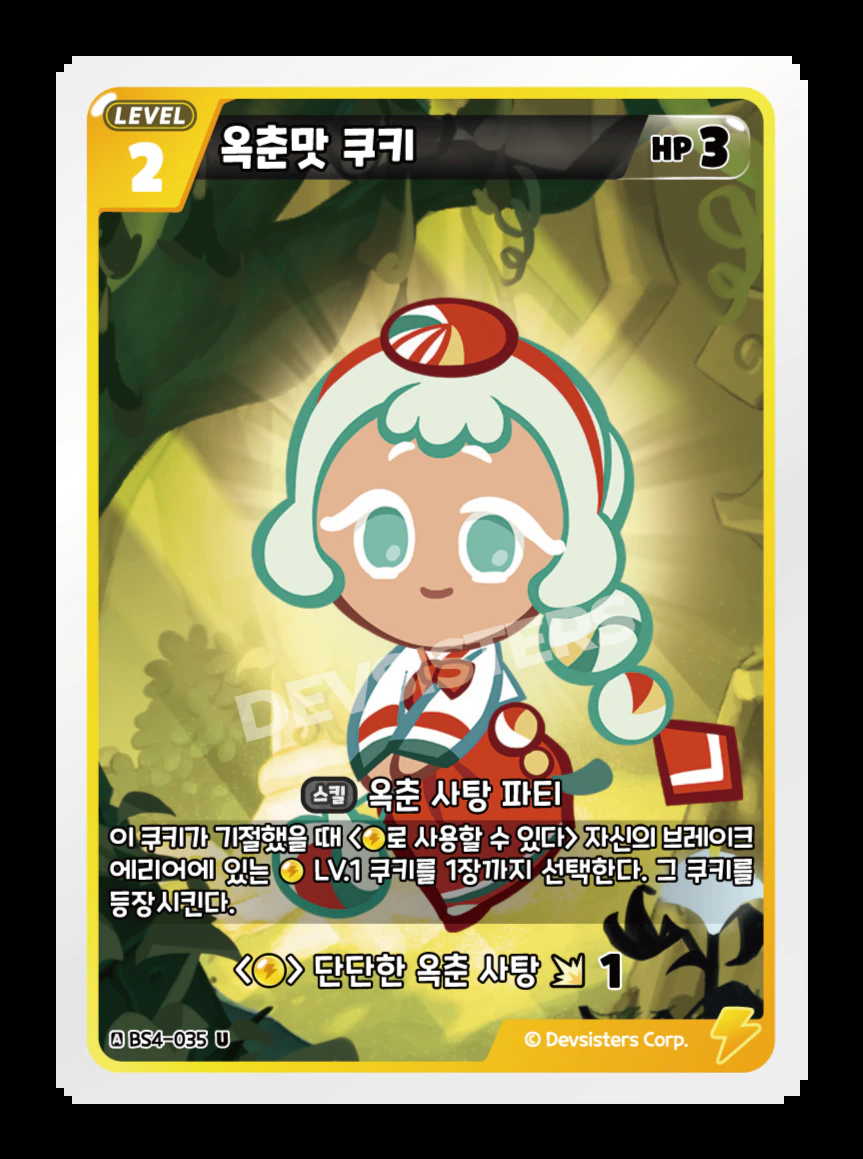 LEVEL
2
옥춘맛 쿠키
HP 3
DEVSISTERS
스킬 옥춘 사탕 파티
이 쿠키가 기절했을 때 <로 사용할 수 있다> 자신의 브레이크
에리어에 있는 LV.1 쿠키를 1장까지 선택한다. 그 쿠키를
등장시킨다.
<> 단단한 옥춘 사탕 1
A BS4-035 U
© Devsisters Corp.